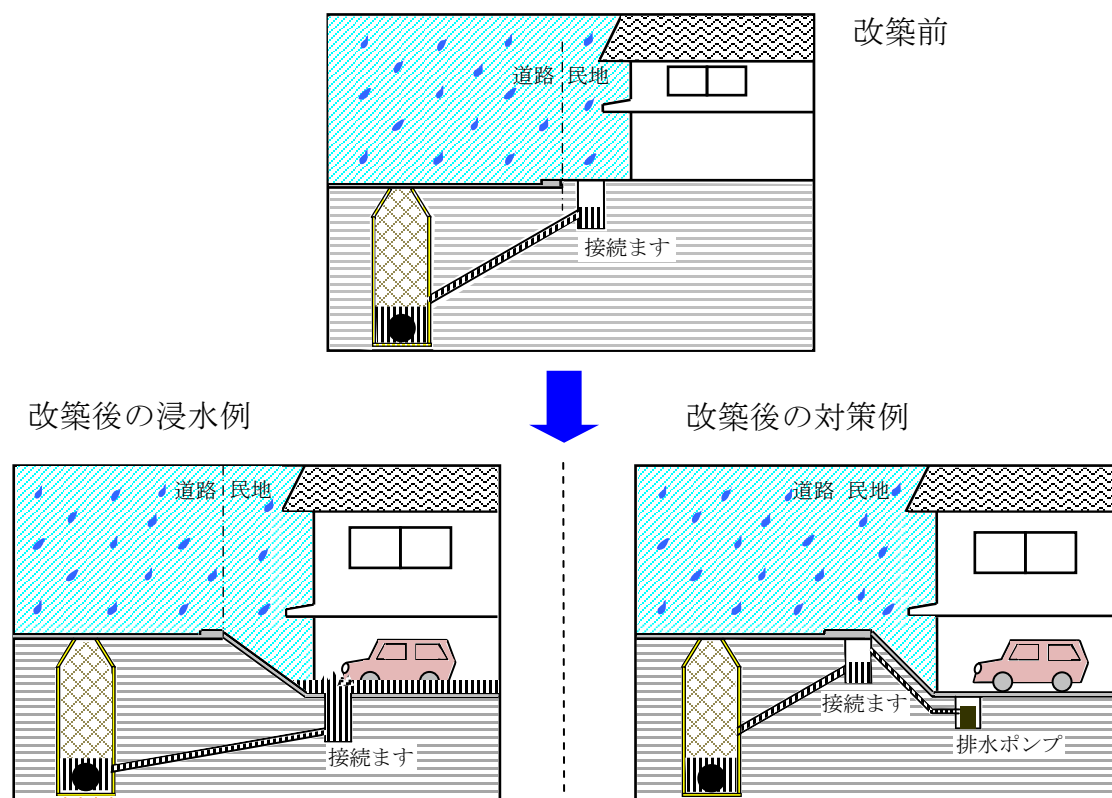 改築前
道路 民地
接続ます
改築後の浸水例
改築後の対策例
道路 民地
接続ます
道路 民地
接続ます
排水ポンプ